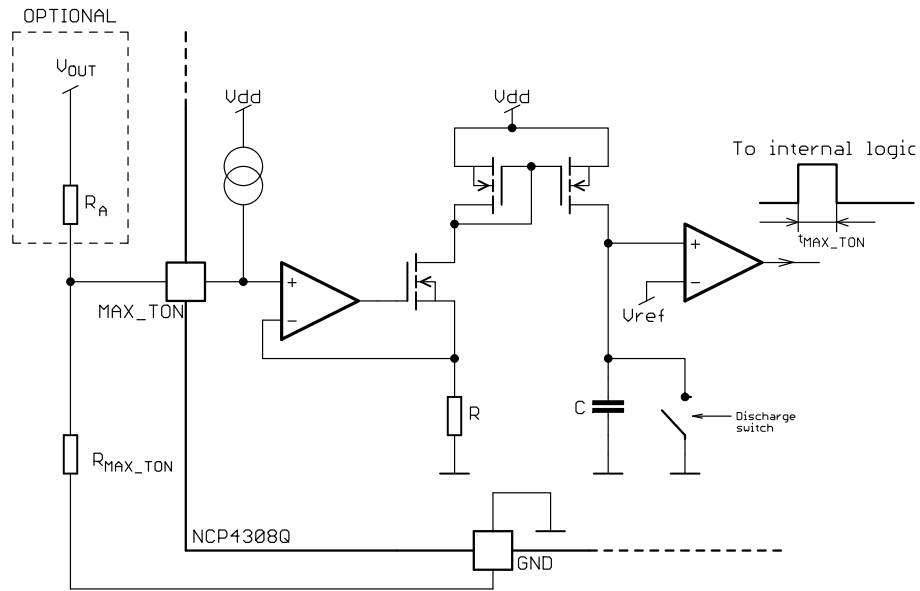 OPTIONAL
VOUT
RA
Vdd
Vdd
To internal logic
tMAX_TON
MAX_TON
+
−
+
−
Vref
R
C
Discharge
switch
RMAX_TON
NCP4308Q
GND